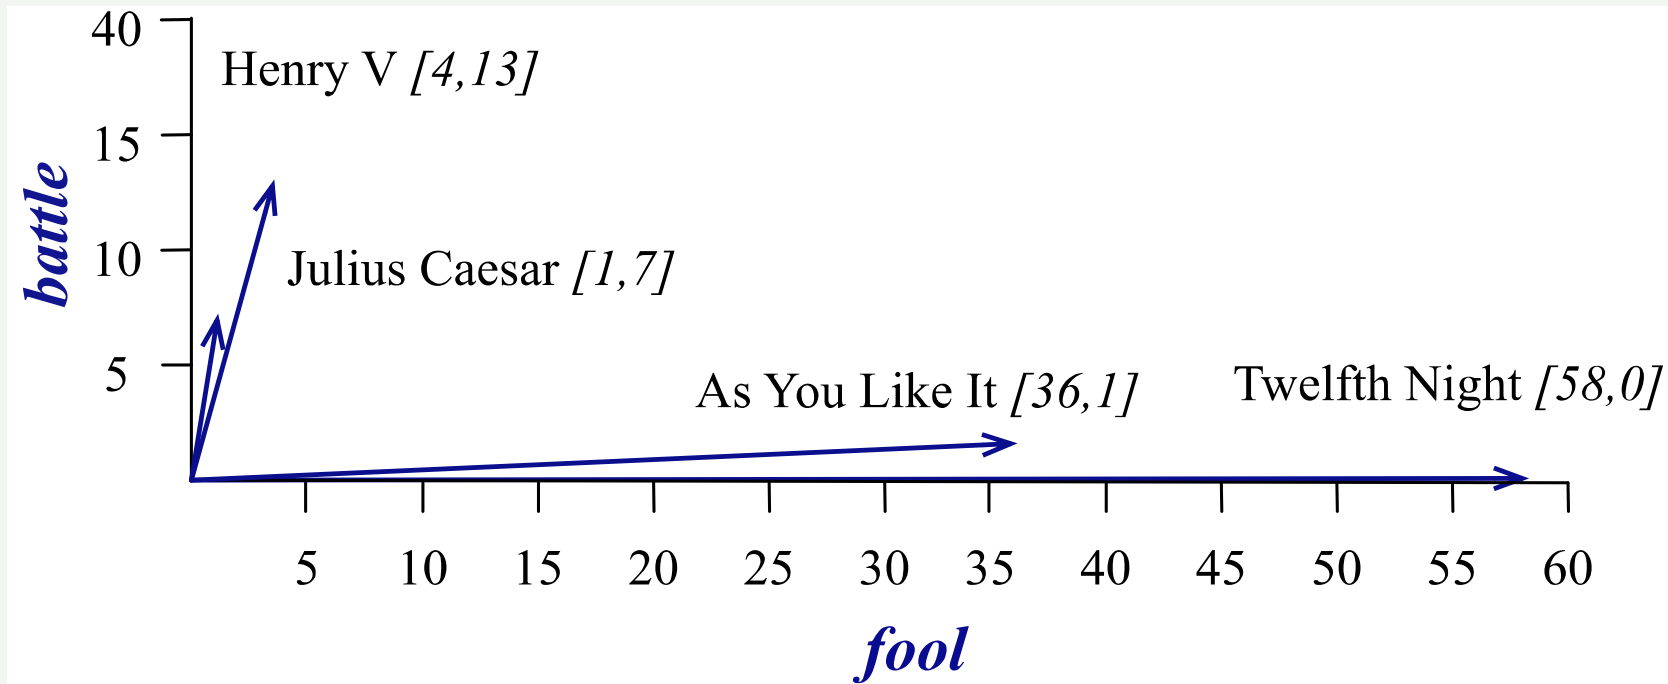 40
Henry V [4,13]
15
battle
10
Julius Caesar [1,7]
5
As You Like It [36,1]
Twelfth Night [58,0]
5 10 15 20 25 30 35 40 45 50 55 60
fool